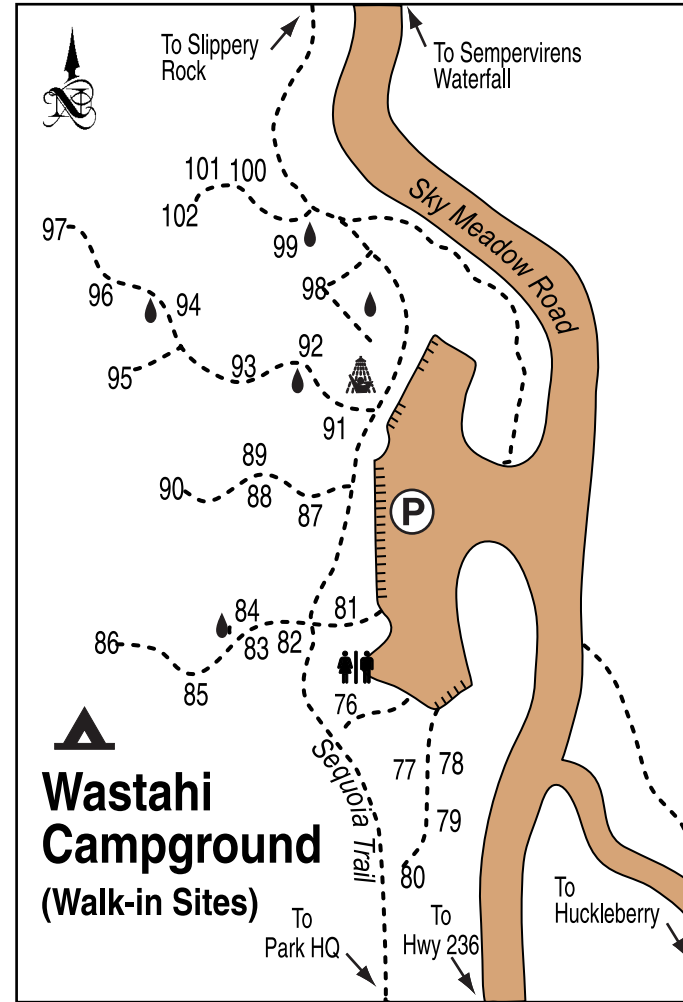 To Slippery
Rock
To Sempervirens
Waterfall
N
101 100
102
97
99
Sky Meadow Road
96
94
98
95
93
92
91
89
90
88
87
P
84
81
86
83
82
85
76
77
78
79
80
Sequoia Trail
Wastahi
Campground
(Walk-in Sites)
To
Park HQ
To
Hwy 236
To
Huckleberry